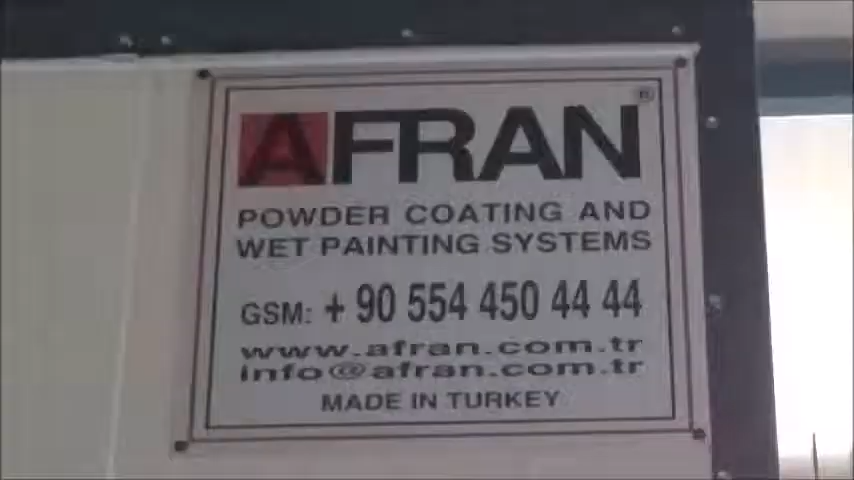 AFRAN®
POWDER COATING AND
WET PAINTING SYSTEMS
GSM: + 90 554 450 44 44
www.afran.com.tr
info@afran.com.tr
MADE IN TURKEY